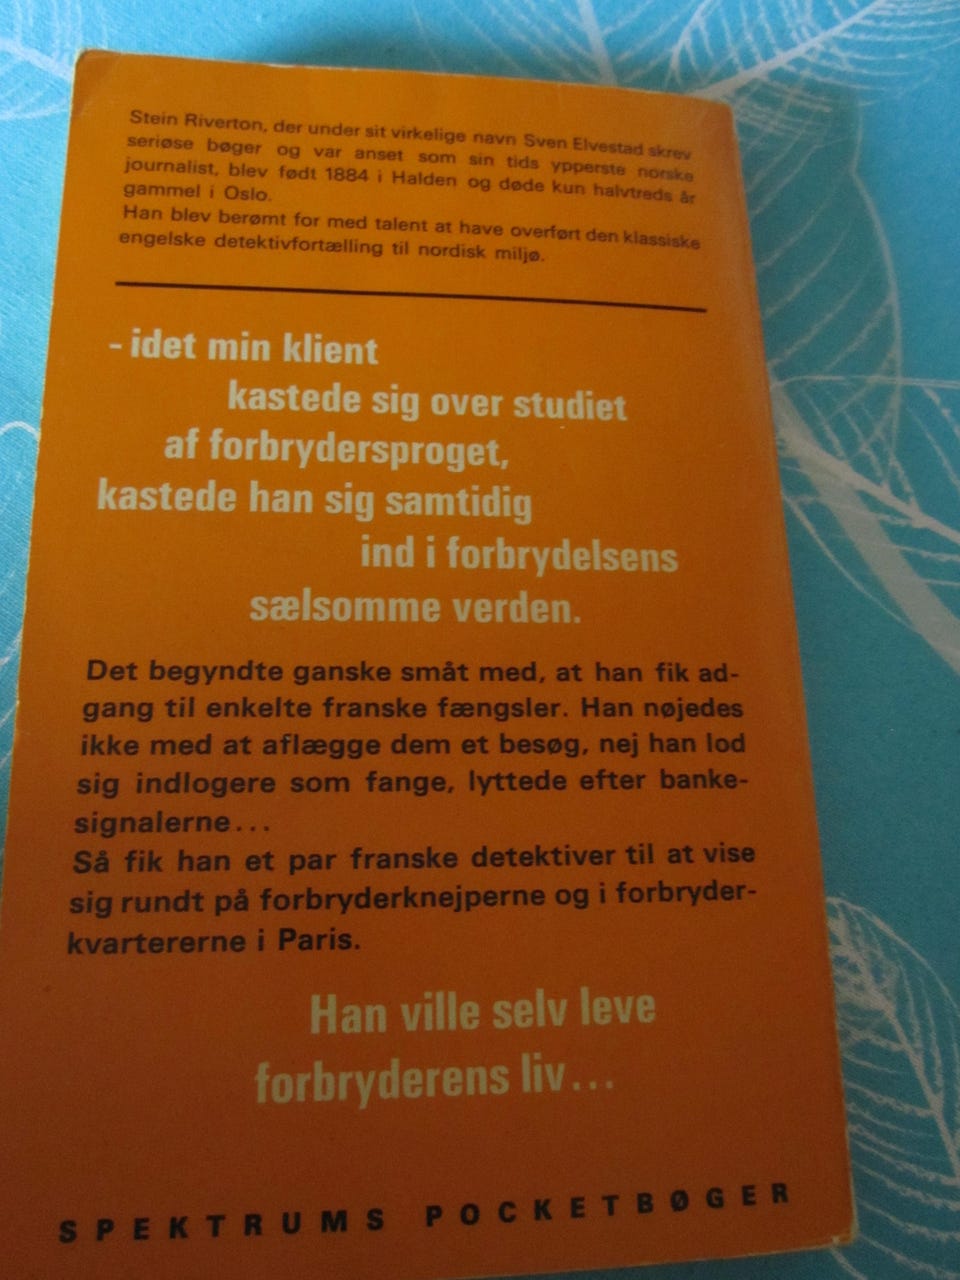 Stein Riverton, der under sit virkelige navn Sven Elvestad skrev
seriøse bøger og var anset som sin tids ypperste norske
journalist, blev født 1884 i Halden og døde kun halvtreds år
gammel i Oslo.
Han blev berømt for med talent at have overført den klassiske
engelske detektivfortælling til nordisk miljø.
- idet min klient
kastede sig over studiet
af forbrydersproget,
kastede han sig samtidig
ind i forbrydelsens
sælsomme verden.
Det begyndte ganske småt med, at han fik ad-
gang til enkelte franske fængsler. Han nøjedes
ikke med at aflægge dem et besøg, nej han lod
sig indlogere som fange, lyttede efter banke-
signalerne...
Så fik han et par franske detektiver til at vise
sig rundt på forbryderknejperne og i forbryder-
kvartererne i Paris.
Han ville selv leve
forbryderens liv...
SPEKTRUMS POCKETBØGER